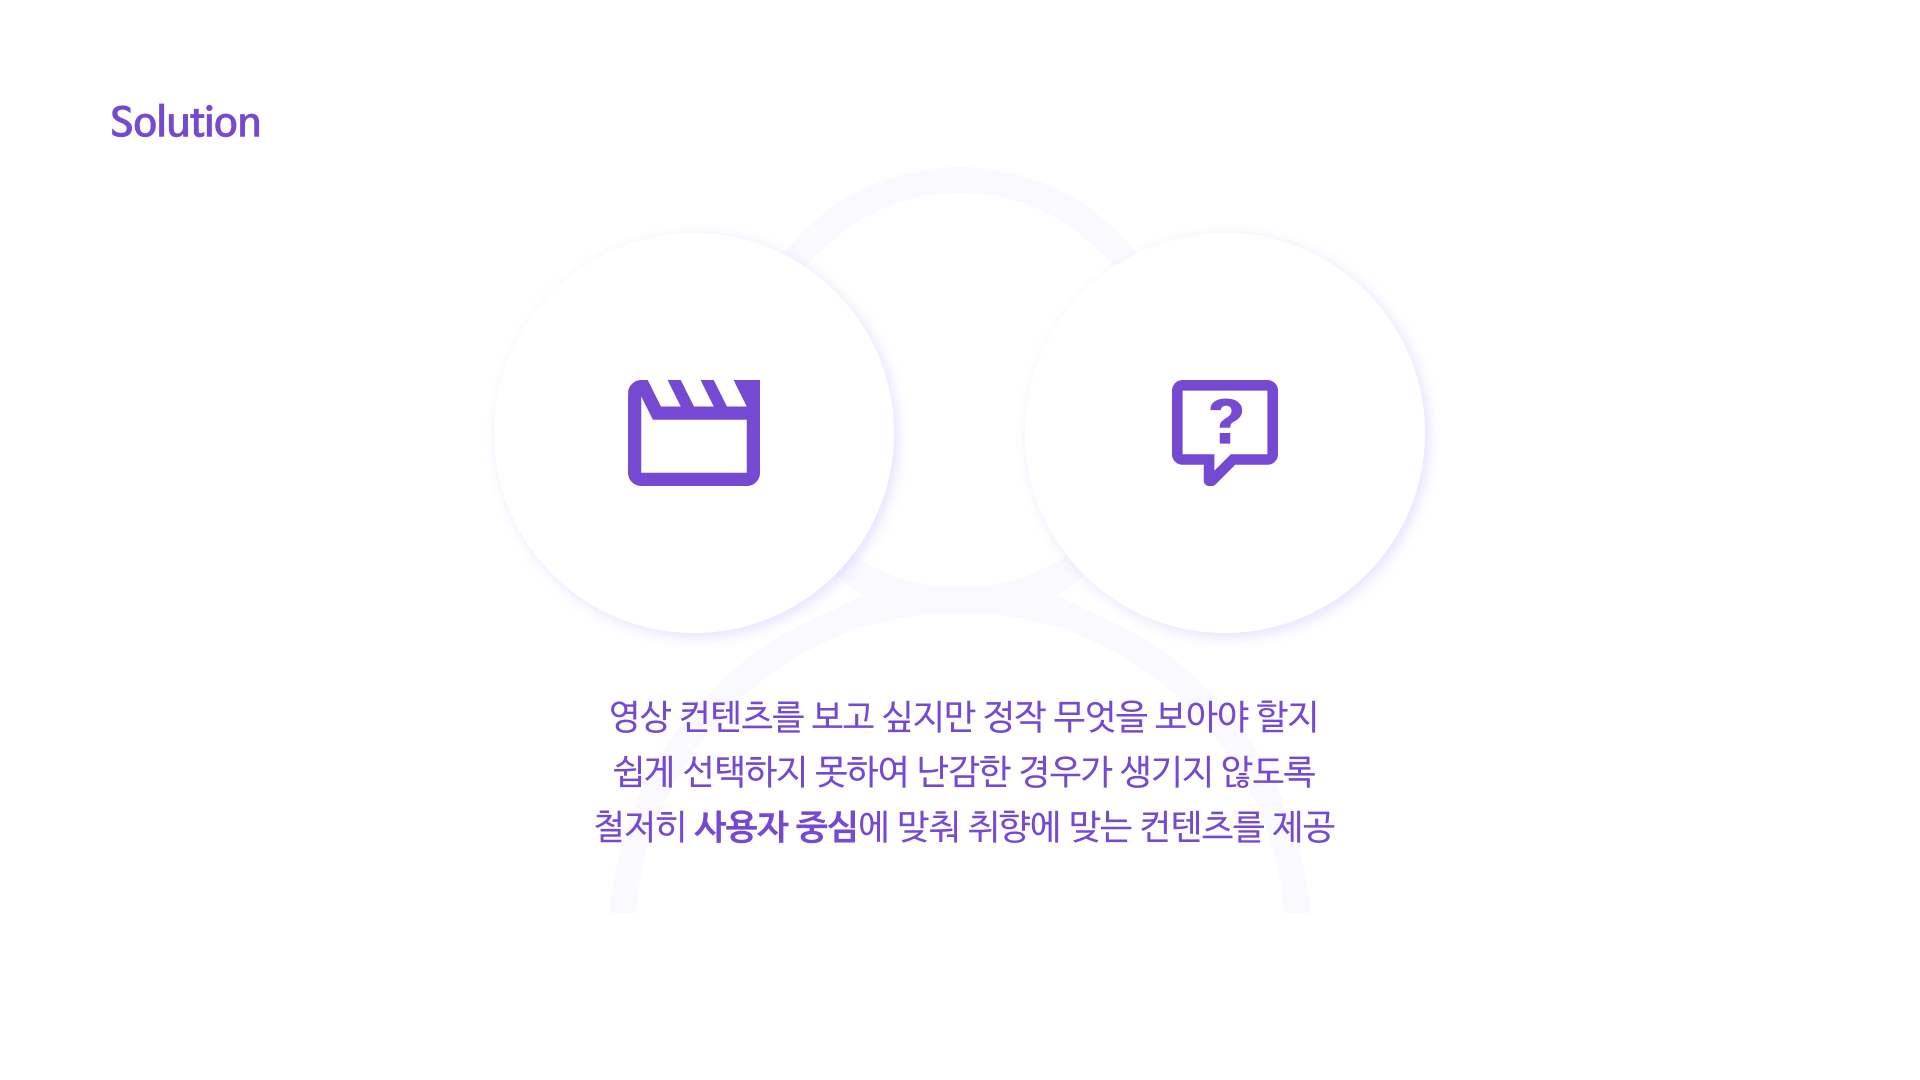 Solution
?
영상 컨텐츠를 보고 싶지만 정작 무엇을 보아야 할지
쉽게 선택하지 못하여 난감한 경우가 생기지 않도록
철저히 사용자 중심에 맞춰 취향에 맞는 컨텐츠를 제공